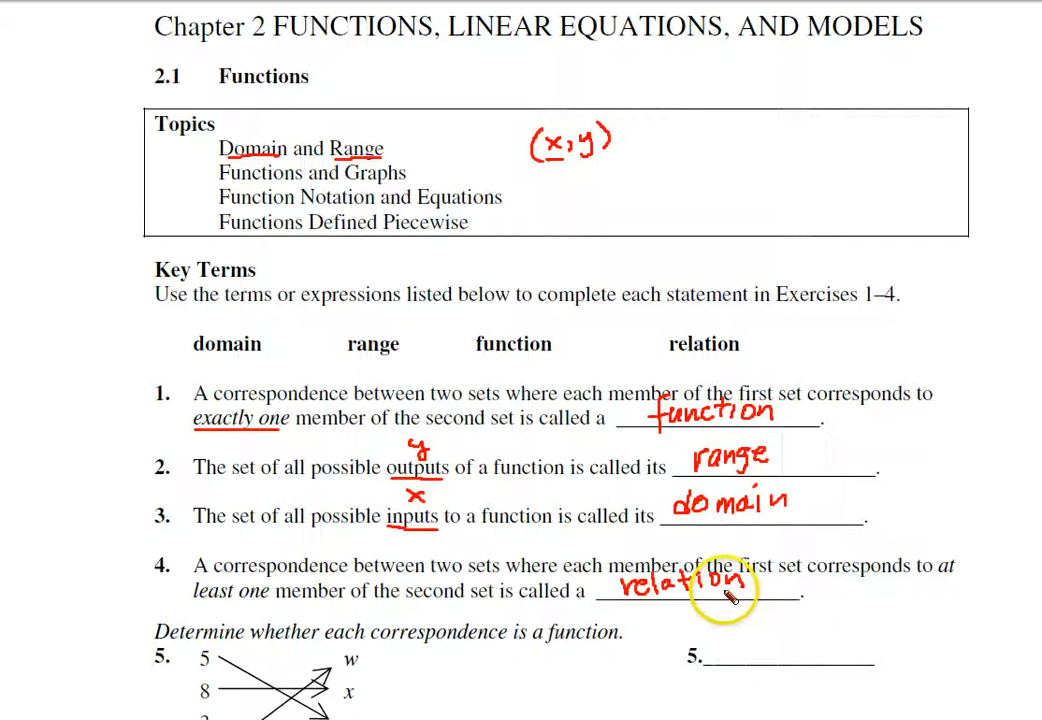 Chapter 2 FUNCTIONS, LINEAR EQUATIONS, AND MODELS
2.1 Functions
Topics
Domain and Range (x, y)
Functions and Graphs
Function Notation and Equations
Functions Defined Piecewise
Key Terms
Use the terms or expressions listed below to complete each statement in Exercises 1–4.
domain range function relation
1. A correspondence between two sets where each member of the first set corresponds to
exactly one member of the second set is called a function.
y
2. The set of all possible outputs of a function is called its range.
x
3. The set of all possible inputs to a function is called its domain.
4. A correspondence between two sets where each member of the first set corresponds to at
least one member of the second set is called a relation.
Determine whether each correspondence is a function.
5. 5 w 5.
8 x